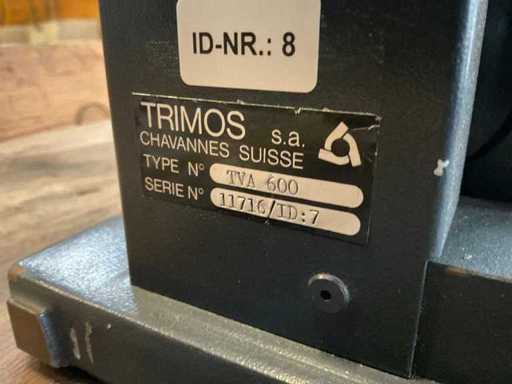 ID-NR.: 8
TRIMOS s.a.
CHAVANNES SUISSE
TYPE N° TVA 600
SERIE N° 11716/ID:7